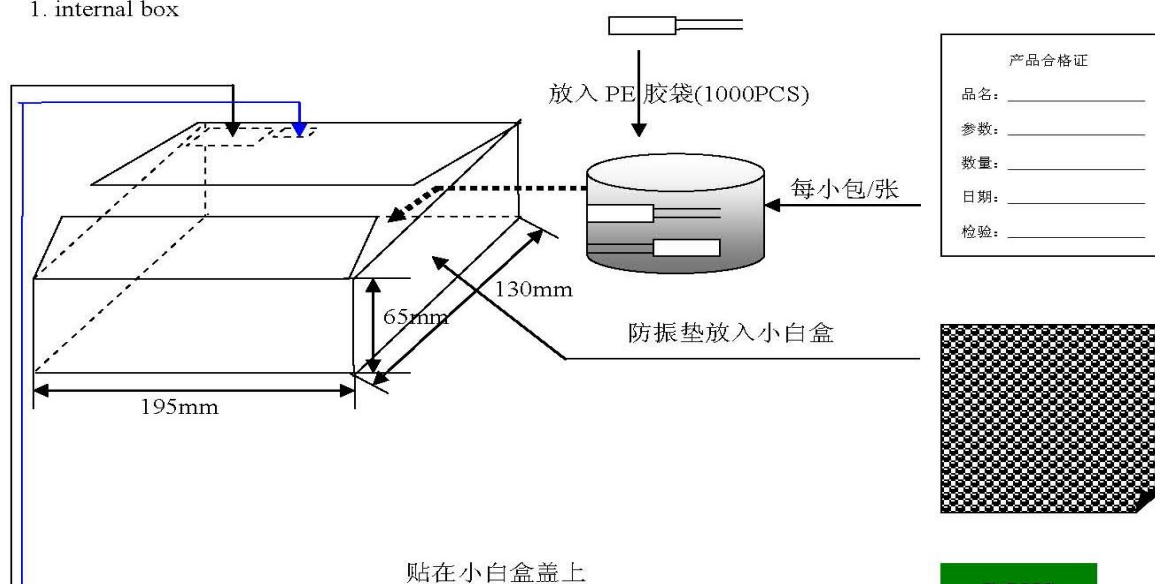 1. internal box
放入 PE 胶袋(1000PCS)
产品合格证
品名:
参数:
数量:
日期:
检验:
每小包/张
130mm
65mm
195mm
防振垫放入小白盒
贴在小白盒盖上